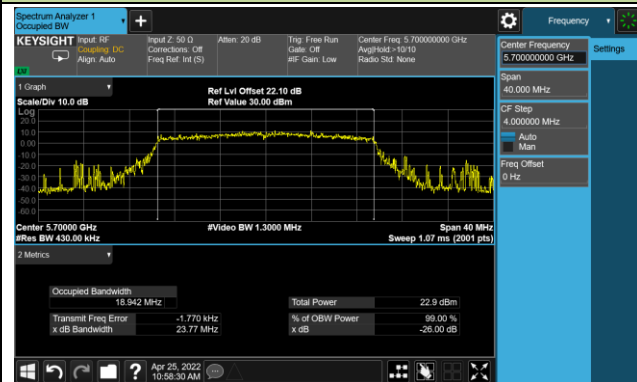 Spectrum Analyzer 1
Occupied BW
Frequency
KEYSIGHT
Input: RF
Coupling: DC
Align: Auto
Input Z: 50 Ω
Corrections: Off
Freq Ref: Int (S)
Atten: 20 dB
Trig: Free Run
Gate: Off
#IF Gain: Low
Center Freq: 5.700000000 GHz
Avg|Hold:>10/10
Radio Std: None
Center Frequency
5.700000000 GHz
Settings
Span
40.000 MHz
CF Step
4.000000 MHz
Auto
Man
Freq Offset
0 Hz
1 Graph
Scale/Div 10.0 dB
Ref Lvl Offset 22.10 dB
Ref Value 30.00 dBm
Log
20.0
10.0
0.00
-10.0
-20.0
-30.0
-40.0
-50.0
-60.0
Center 5.70000 GHz
#Res BW 430.00 kHz
#Video BW 1.3000 MHz
Span 40 MHz
Sweep 1.07 ms (2001 pts)
2 Metrics
Occupied Bandwidth
18.942 MHz
Total Power 22.9 dBm
Transmit Freq Error -1.770 kHz
% of OBW Power 99.00 %
x dB Bandwidth 23.77 MHz
x dB -26.00 dB
Apr 25, 2022
10:58:30 AM